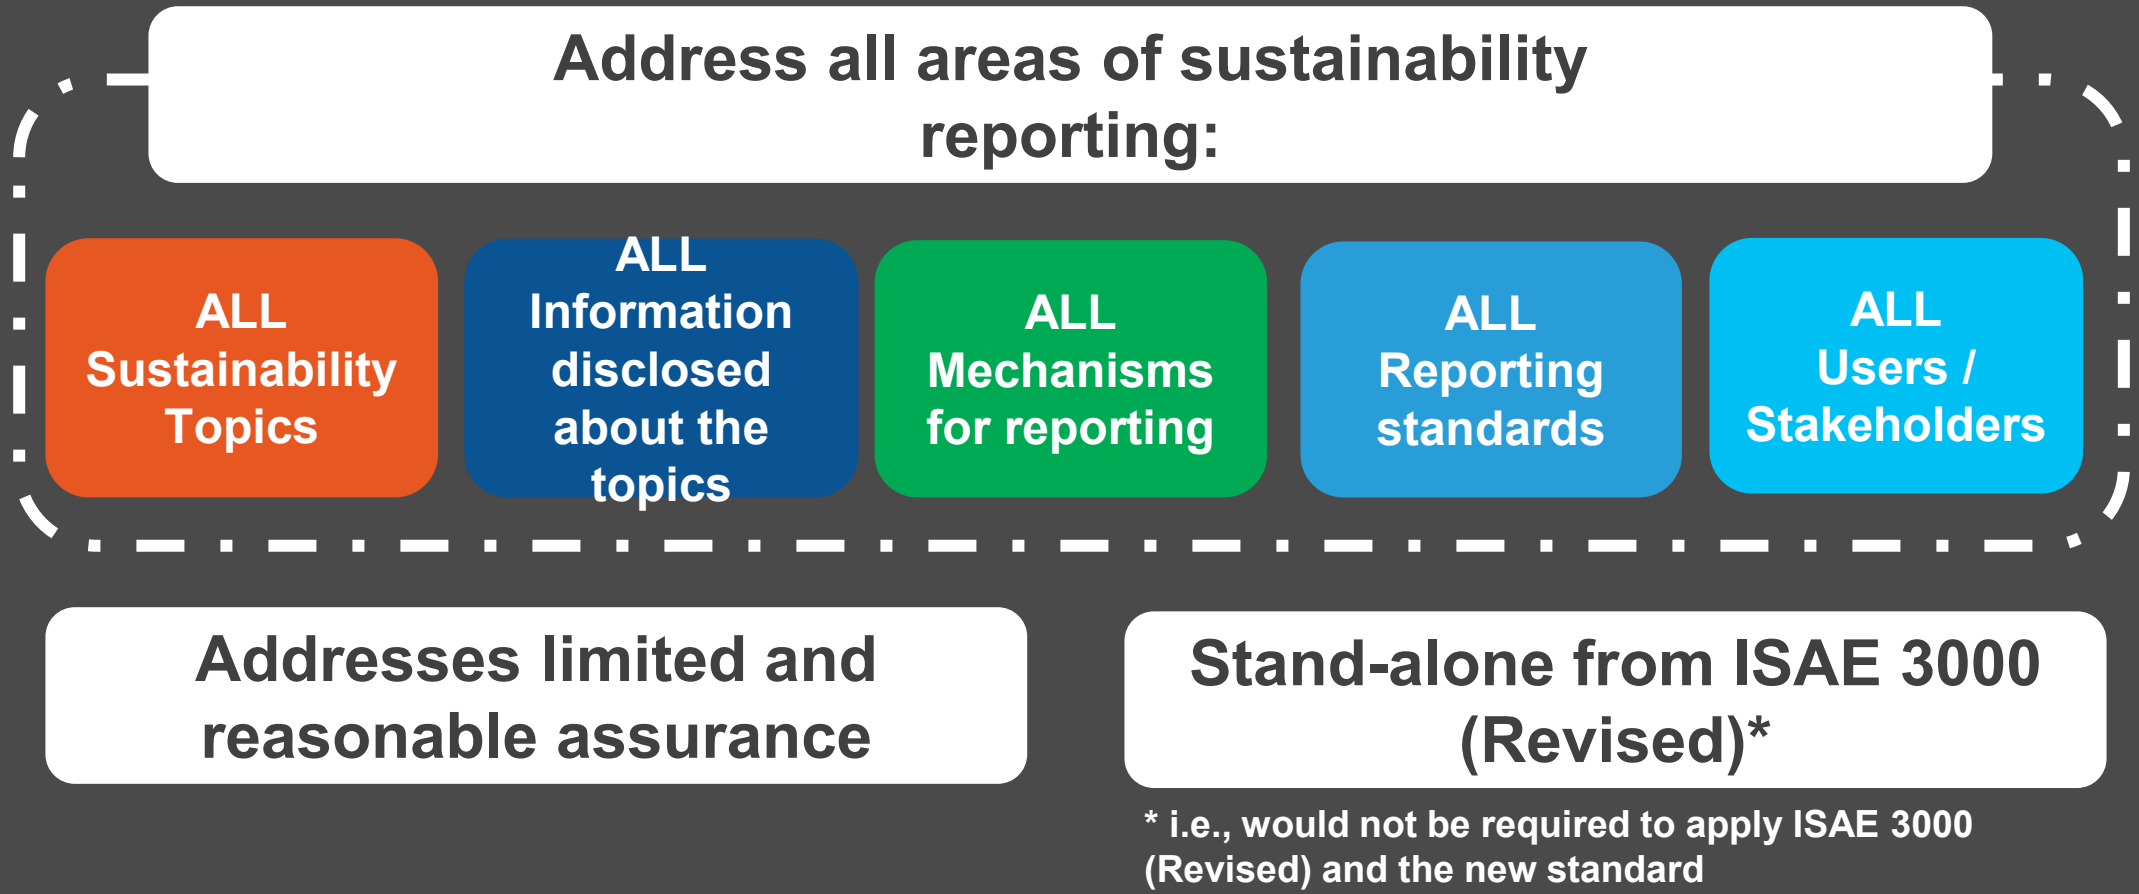 Address all areas of sustainability
reporting:
ALL
Sustainability
Topics
ALL
Information
disclosed
about the
topics
ALL
Mechanisms
for reporting
ALL
Reporting
standards
ALL
Users /
Stakeholders
Addresses limited and
reasonable assurance
Stand-alone from ISAE 3000
(Revised)*
* i.e., would not be required to apply ISAE 3000
(Revised) and the new standard